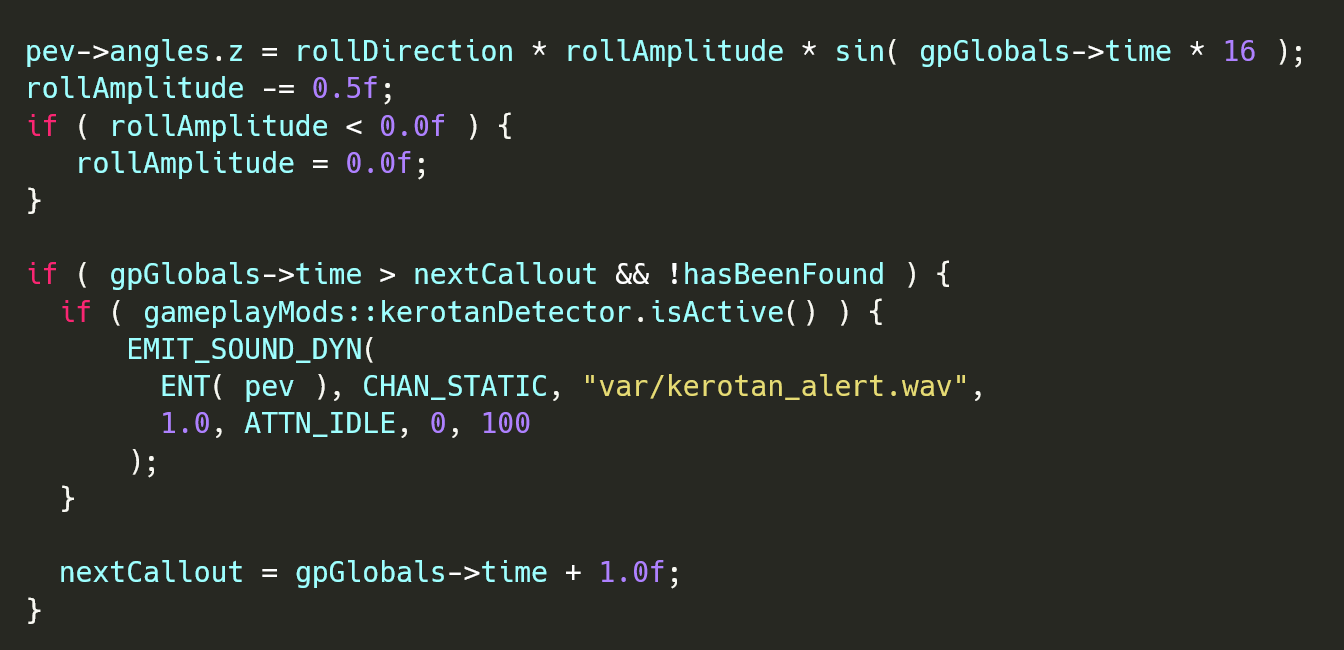 pev->angles.z = rollDirection * rollAmplitude * sin( gpGlobals->time * 16 );
rollAmplitude -= 0.5f;
if ( rollAmplitude < 0.0f ) {
   rollAmplitude = 0.0f;
}

if ( gpGlobals->time > nextCallout && !hasBeenFound ) {
  if ( gameplayMods::kerotanDetector.isActive() ) {
      EMIT_SOUND_DYN(
        ENT( pev ), CHAN_STATIC, "var/kerotan_alert.wav",
        1.0, ATTN_IDLE, 0, 100
      );
  }

  nextCallout = gpGlobals->time + 1.0f;
}